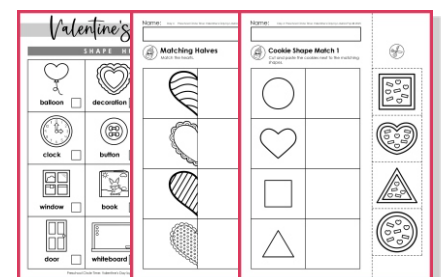 Valentine's
SHAPE H
balloon
decoration
clock
button
window
book
door
whiteboard
Name:
Matching Halves
Match the hearts.
Name:
Cookie Shape Match 1
Cut and paste the cookies next to the matching
shapes.